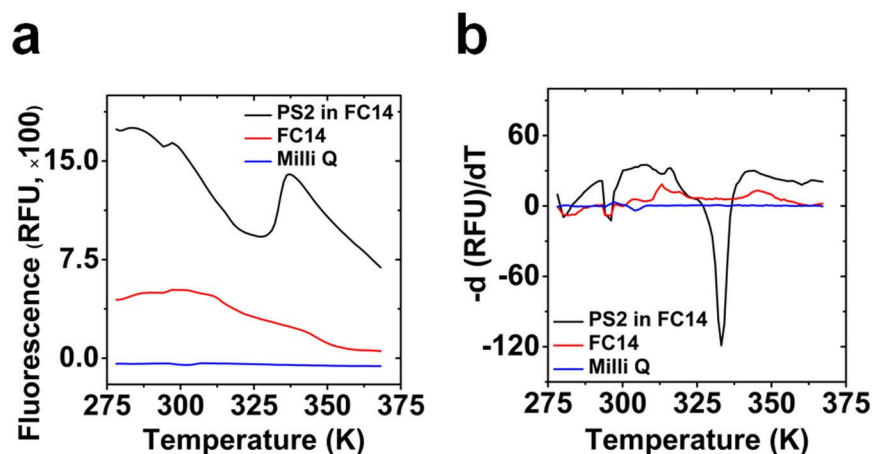 a
Fluorescence (RFU, ×100)
15.0
7.5
0.0
PS2 in FC14
FC14
Milli Q
275 300 325 350 375
Temperature (K)
b
-d (RFU)/dT
60
0
-60
-120
PS2 in FC14
FC14
Milli Q
275 300 325 350 375
Temperature (K)